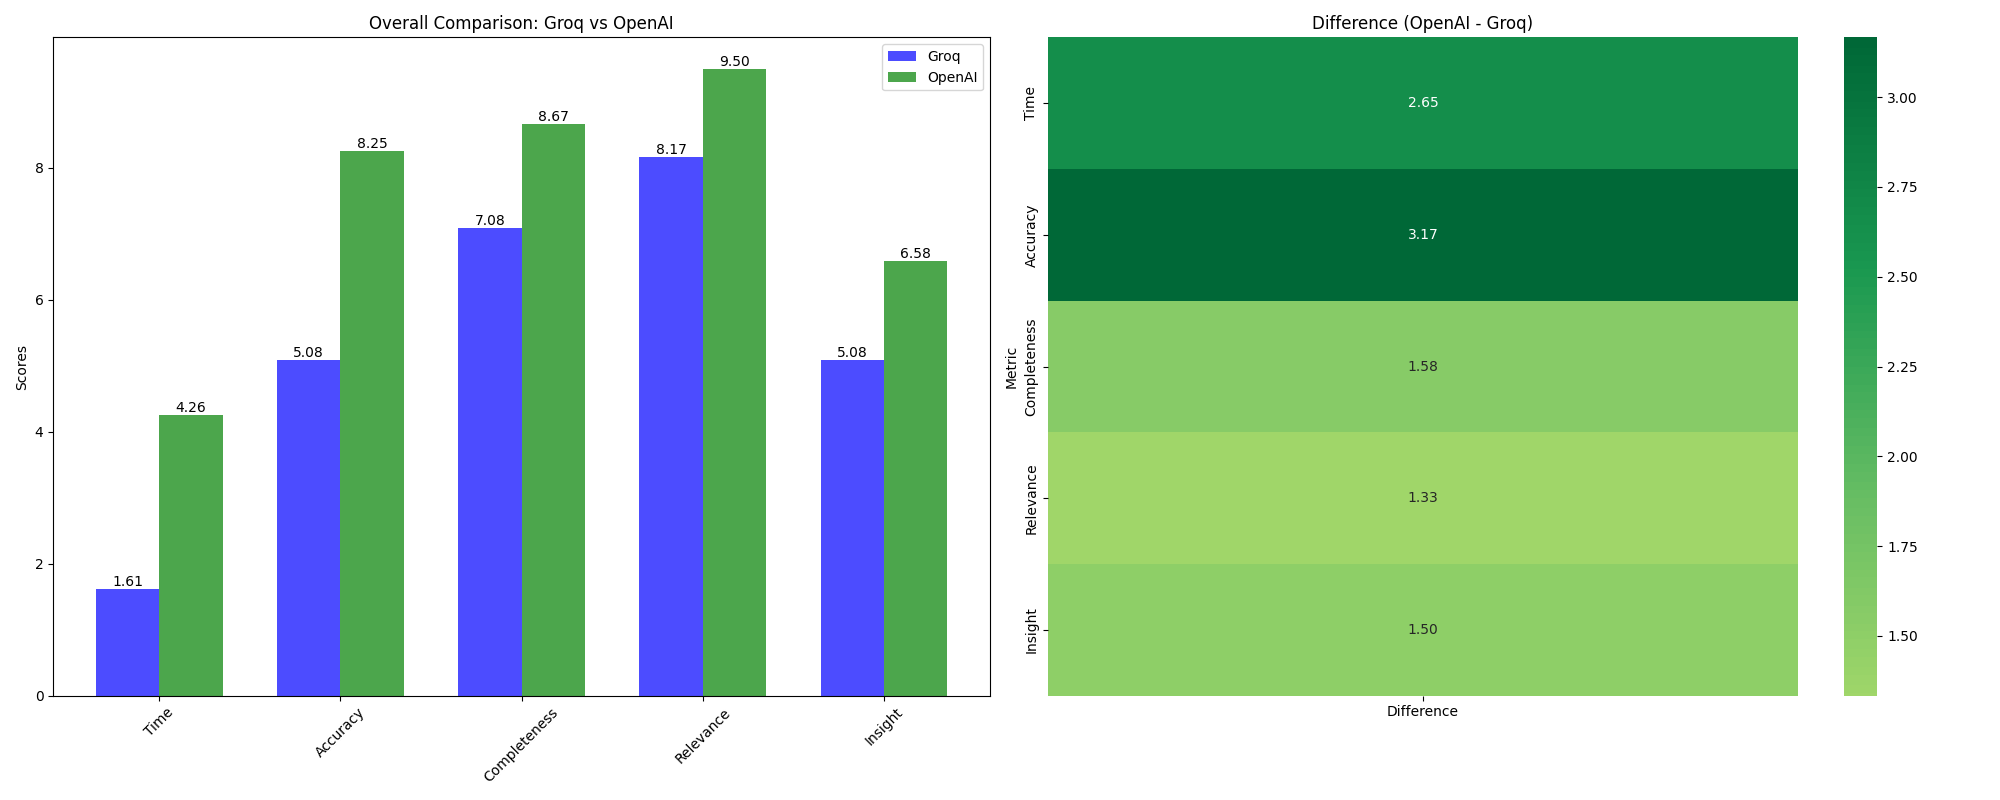 Overall Comparison: Groq vs OpenAI
Groq
OpenAI
Scores
8
6
4
2
0
1.61
4.26
5.08
8.25
7.08
8.67
8.17
9.50
5.08
6.58
Time
Accuracy
Completeness
Relevance
Insight
Difference (OpenAI - Groq)
Metric
Time
Accuracy
Completeness
Relevance
Insight
2.65
3.17
1.58
1.33
1.50
Difference
3.00
2.75
2.50
2.25
2.00
1.75
1.50